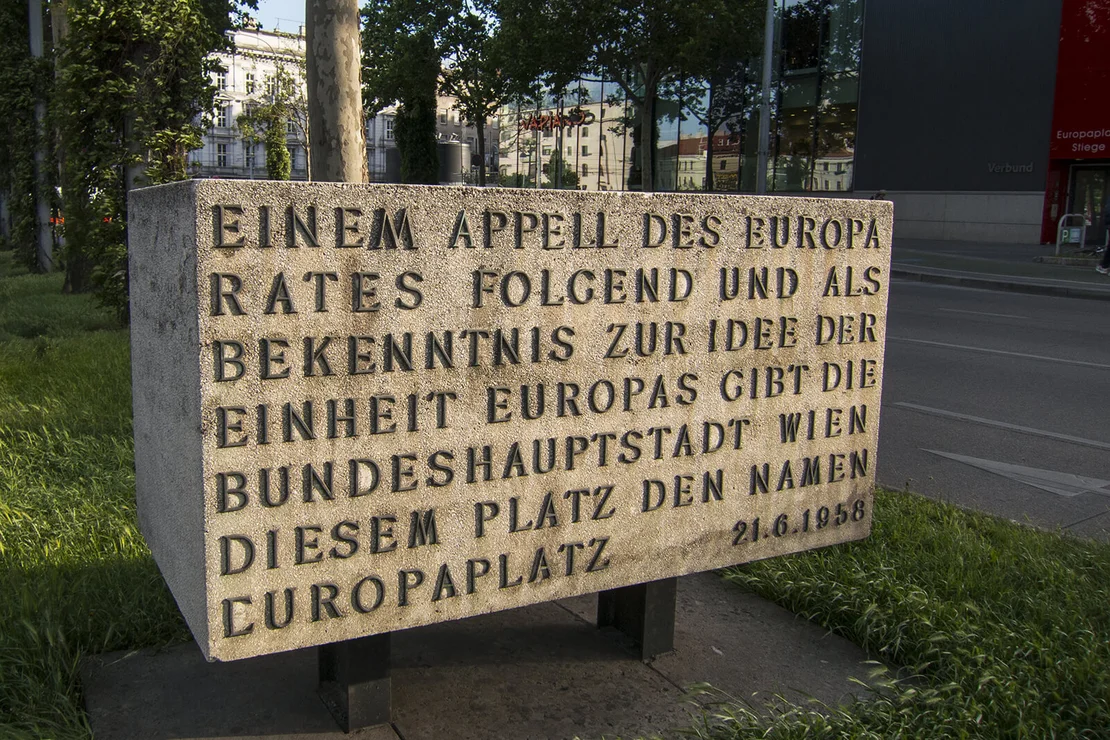 EINEM APPELL DES EUROPA
RATES FOLGEND UND ALS
BEKENNTNIS ZUR IDEE DER
EINHEIT EUROPAS GIBT DIE
BUNDESHAUPTSTADT WIEN
DIESEM PLATZ DEN NAMEN
EUROPAPLATZ 21.6.1958
Verbund
Europapla
Stiege